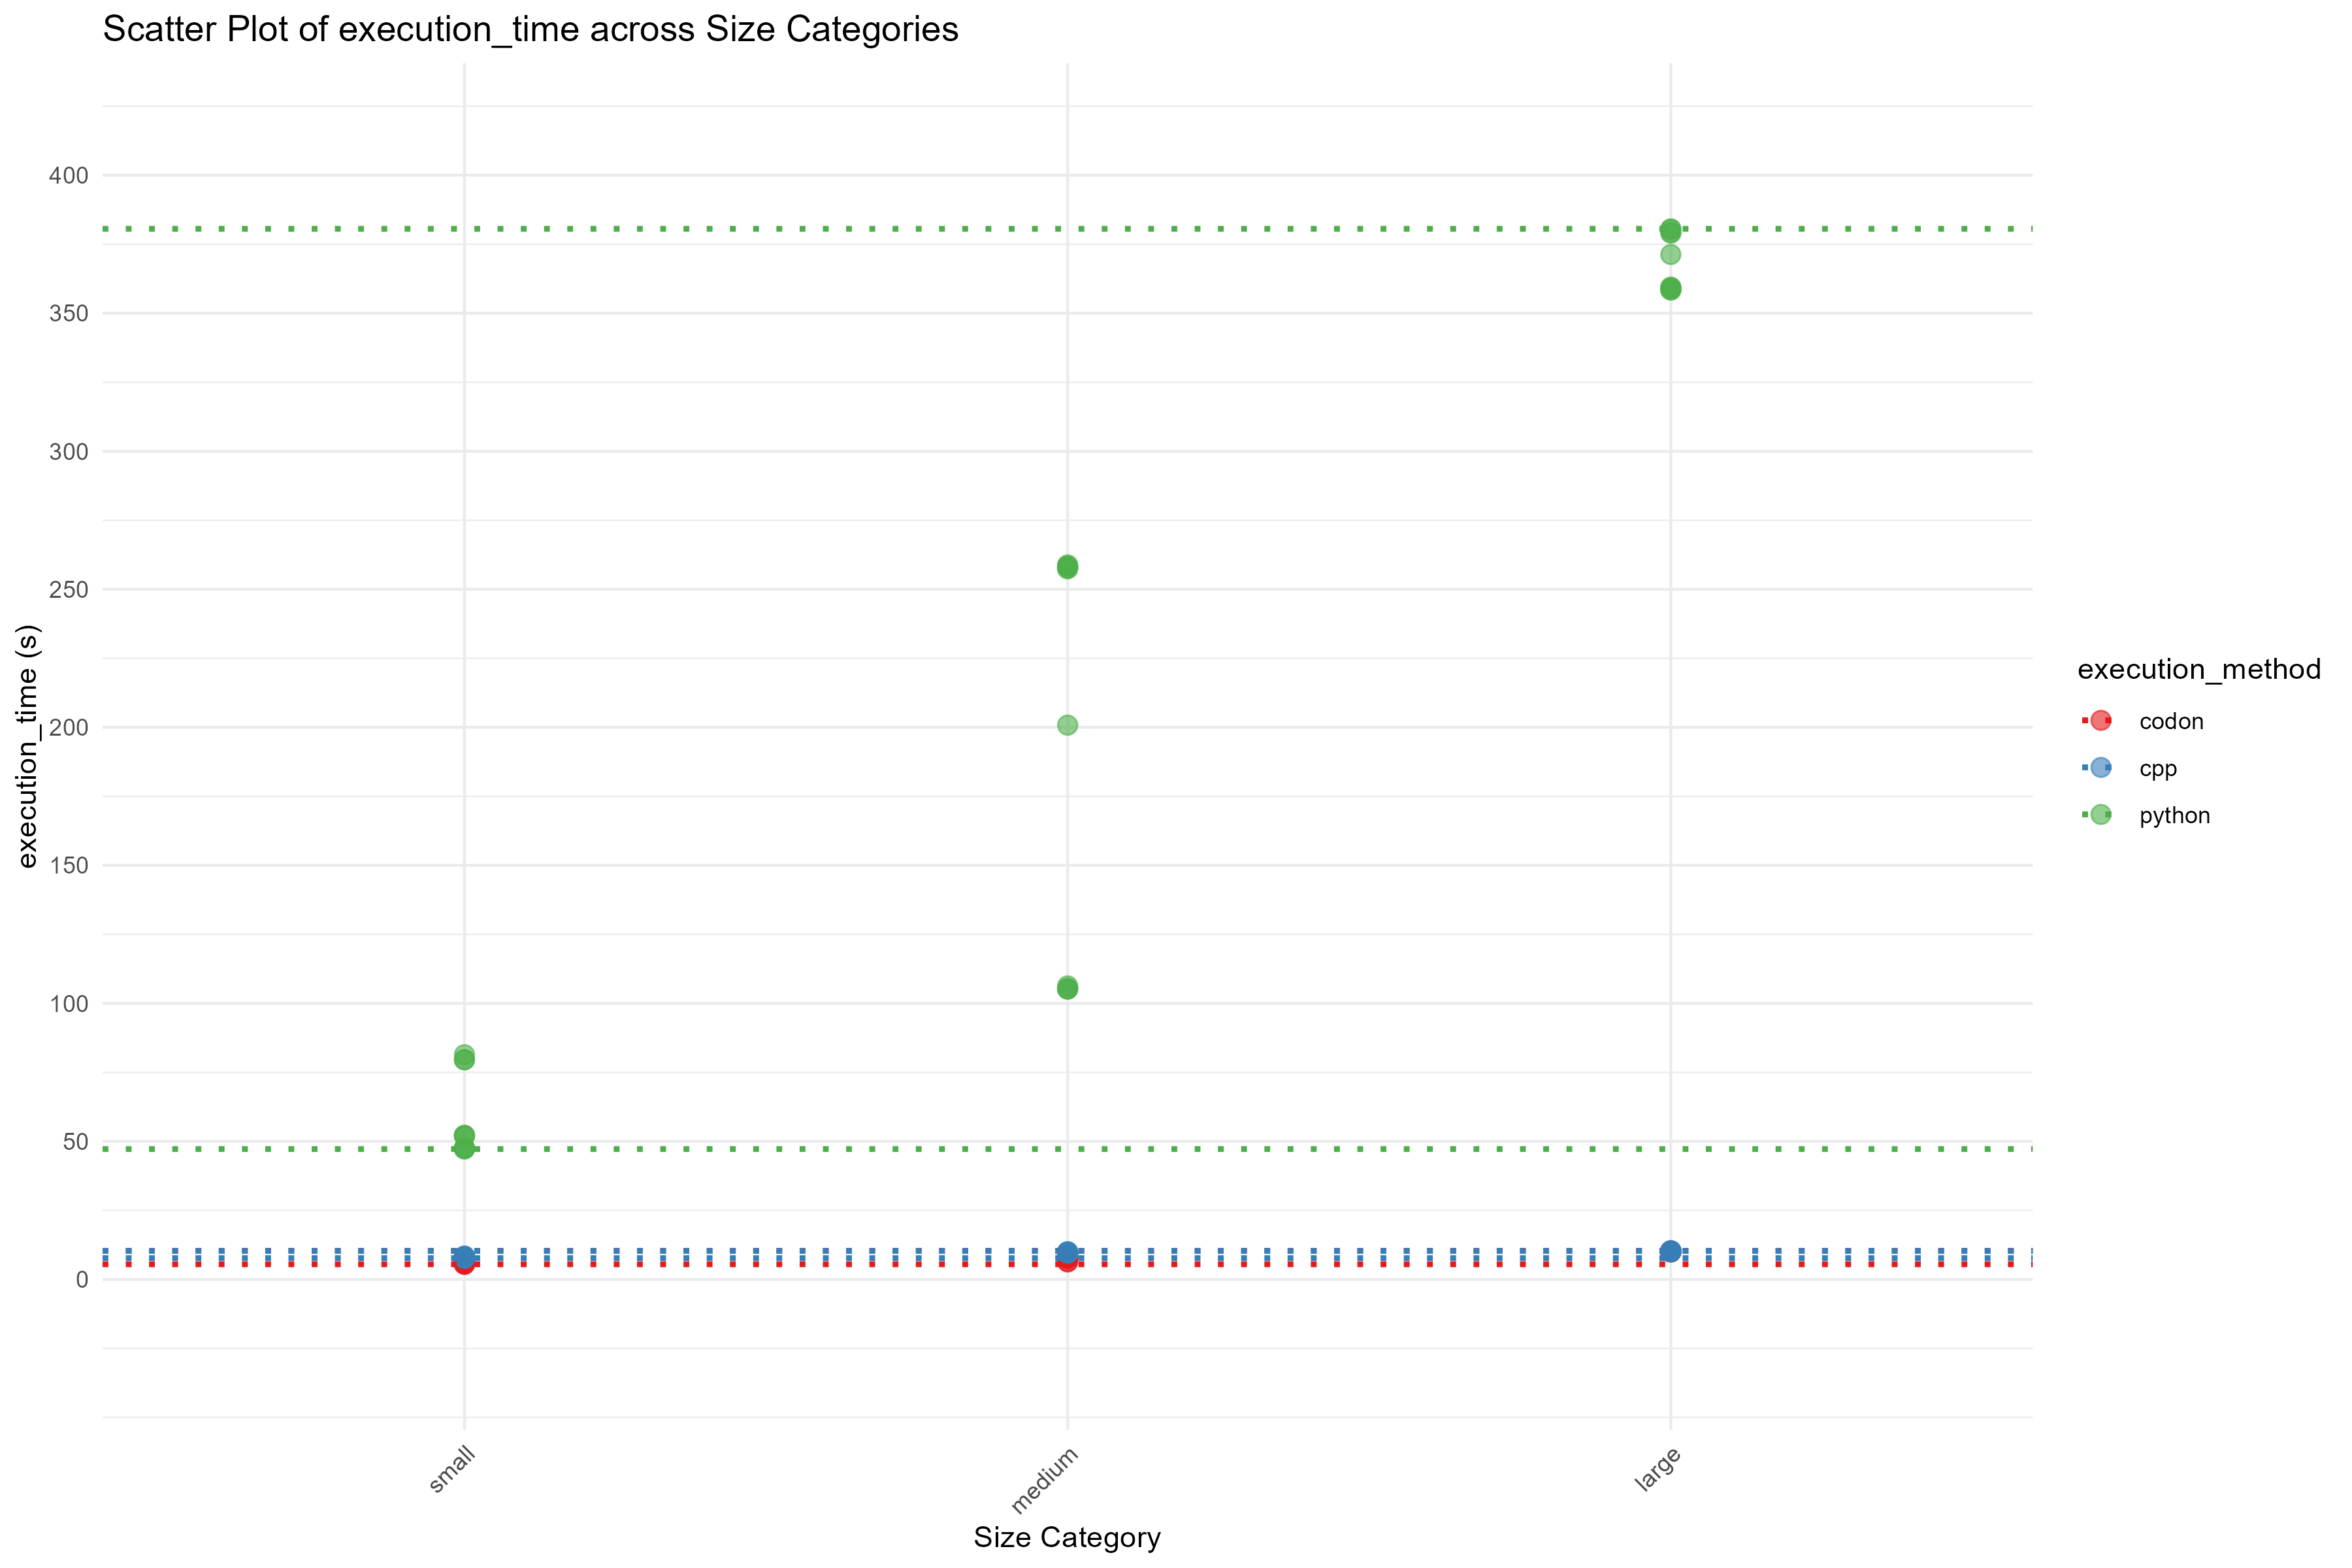 Scatter Plot of execution_time across Size Categories
execution_time (s)
400
350
300
250
200
150
100
50
0
small
medium
large
Size Category
execution_method
codon
cpp
python